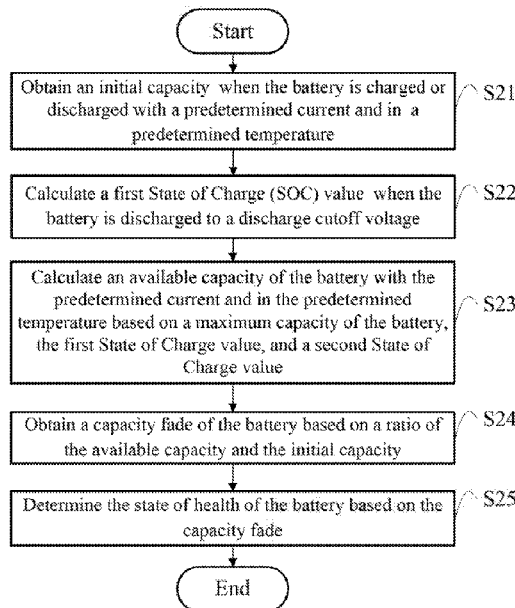 Start
Obtain an initial capacity when the battery is charged or
discharged with a predetermined current and in a
predetermined temperature
S21
Calculate a first State of Charge (SOC) value when the
battery is discharged to a discharge cutoff voltage
S22
Calculate an available capacity of the battery with the
predetermined current and in the predetermined
temperature based on a maximum capacity of the battery,
the first State of Charge value, and a second State of
Charge value
S23
Obtain a capacity fade of the battery based on a ratio of
the available capacity and the initial capacity
S24
Determine the state of health of the battery based on the
capacity fade
S25
End